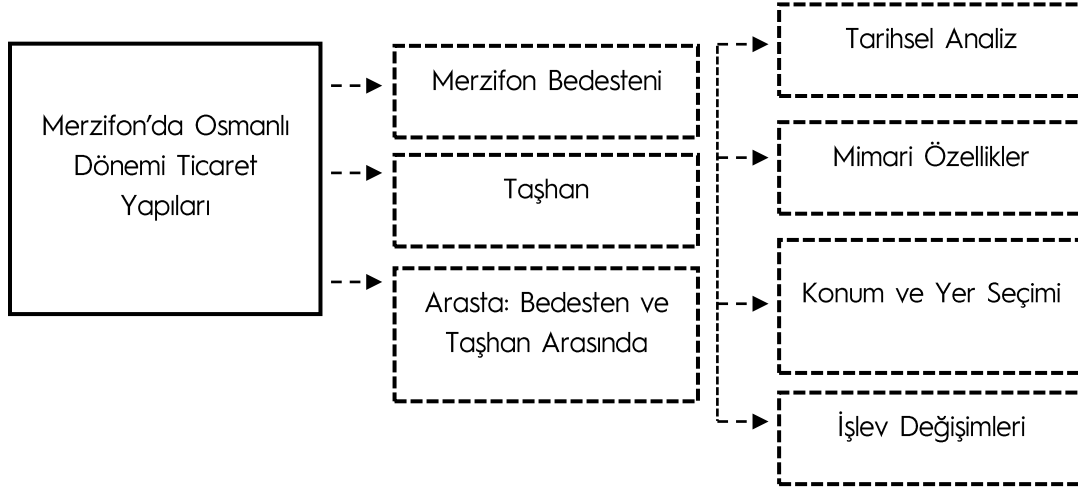 Merzifon'da Osmanlı
Dönemi Ticaret
Yapıları
Merzifon Bedesteni
Taşhan
Arasta: Bedesten ve
Taşhan Arasında
Tarihsel Analiz
Mimari Özellikler
Konum ve Yer Seçimi
İşlev Değişimleri